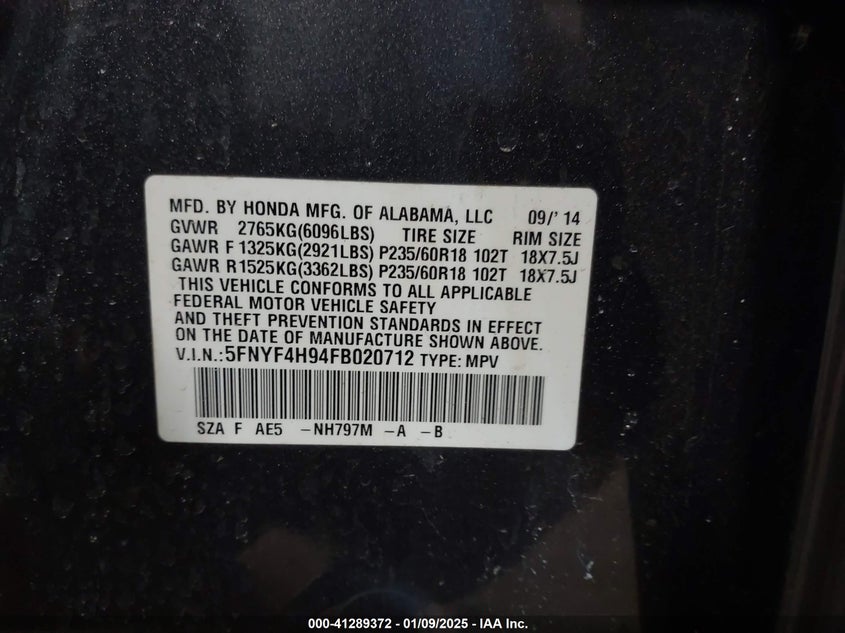 MFD. BY HONDA MFG. OF ALABAMA, LLC 09/' 14
GVWR 2765KG(6096LBS) TIRE SIZE RIM SIZE
GAWR F 1325KG(2921LBS) P235/60R18 102T 18X7.5J
GAWR R1525KG(3362LBS) P235/60R18 102T 18X7.5J
THIS VEHICLE CONFORMS TO ALL APPLICABLE
FEDERAL MOTOR VEHICLE SAFETY
AND THEFT PREVENTION STANDARDS IN EFFECT
ON THE DATE OF MANUFACTURE SHOWN ABOVE.
V.I.N.:5FNYF4H94FB020712 TYPE: MPV
SZA F AE5 -NH797M -A -B
000-41289372 - 01/09/2025 - IAA Inc.